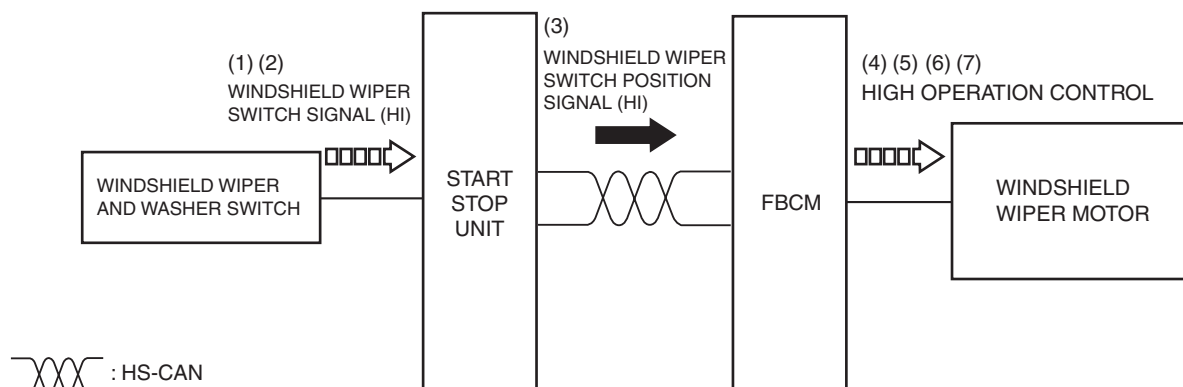 (1) (2)
WINDSHIELD WIPER
SWITCH SIGNAL (HI)
(3)
WINDSHIELD WIPER
SWITCH POSITION
SIGNAL (HI)
(4) (5) (6) (7)
HIGH OPERATION CONTROL
WINDSHIELD WIPER
AND WASHER SWITCH
START
STOP
UNIT
FBCM
WINDSHIELD
WIPER MOTOR
: HS-CAN